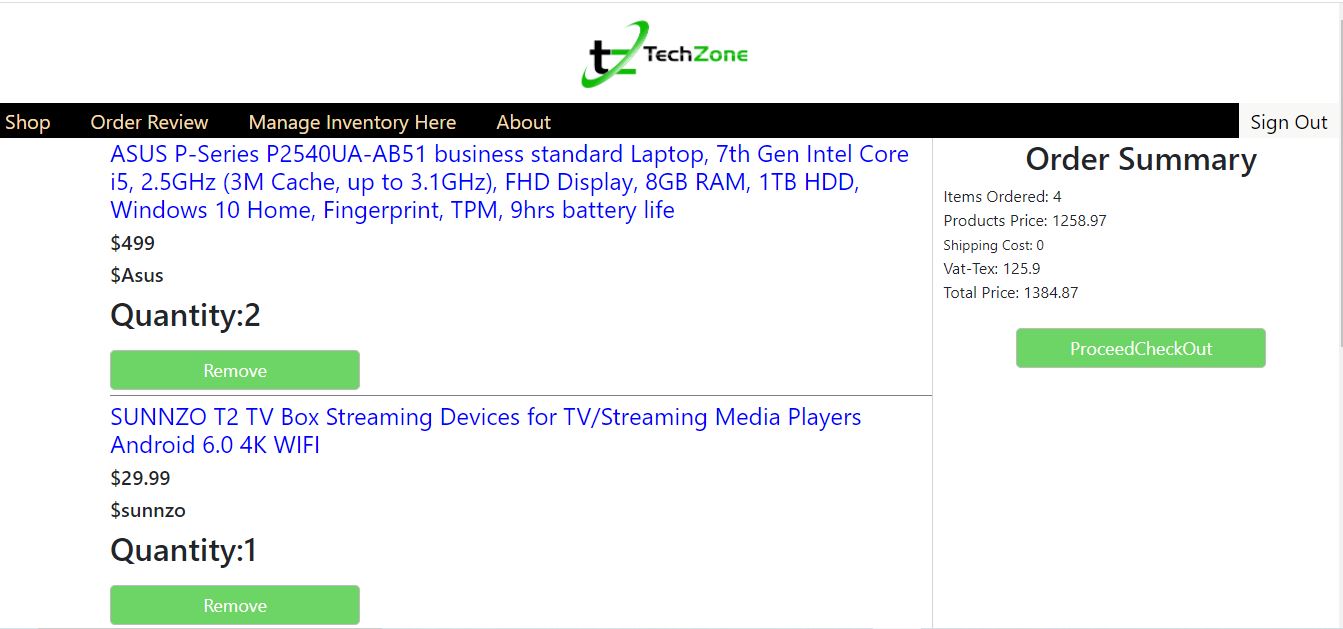 tz TechZone
Shop Order Review Manage Inventory Here About Sign Out
ASUS P-Series P2540UA-AB51 business standard Laptop, 7th Gen Intel Core
i5, 2.5GHz (3M Cache, up to 3.1GHz), FHD Display, 8GB RAM, 1TB HDD,
Windows 10 Home, Fingerprint, TPM, 9hrs battery life
$499
$Asus
Quantity:2
Remove
SUNNZO T2 TV Box Streaming Devices for TV/Streaming Media Players
Android 6.0 4K WIFI
$29.99
$sunnzo
Quantity:1
Remove
Order Summary
Items Ordered: 4
Products Price: 1258.97
Shipping Cost: 0
Vat-Tex: 125.9
Total Price: 1384.87
ProceedCheckOut